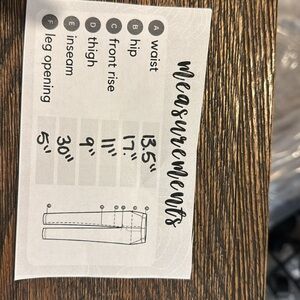 measurements
A waist 13.5"
B hip 17."
C front rise 11"
D thigh 9"
E inseam 30"
F leg opening 5"